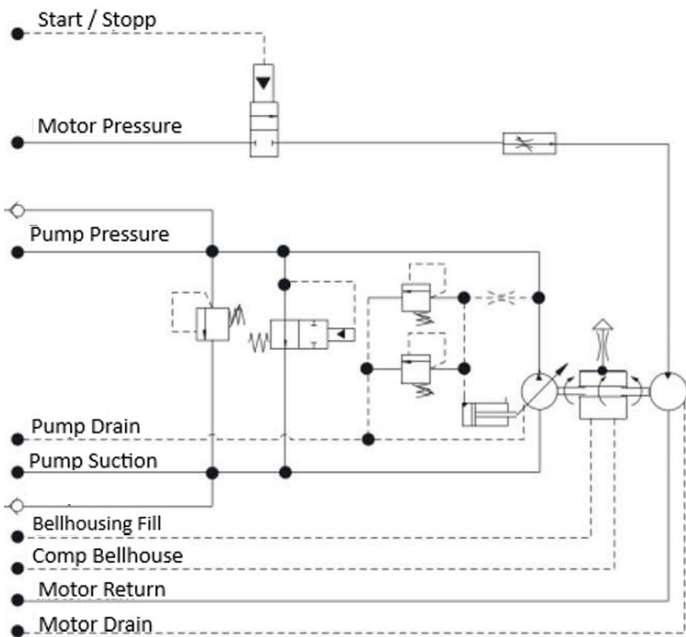 Start / Stopp
Motor Pressure
Pump Pressure
Pump Drain
Pump Suction
Bellhousing Fill
Comp Bellhouse
Motor Return
Motor Drain